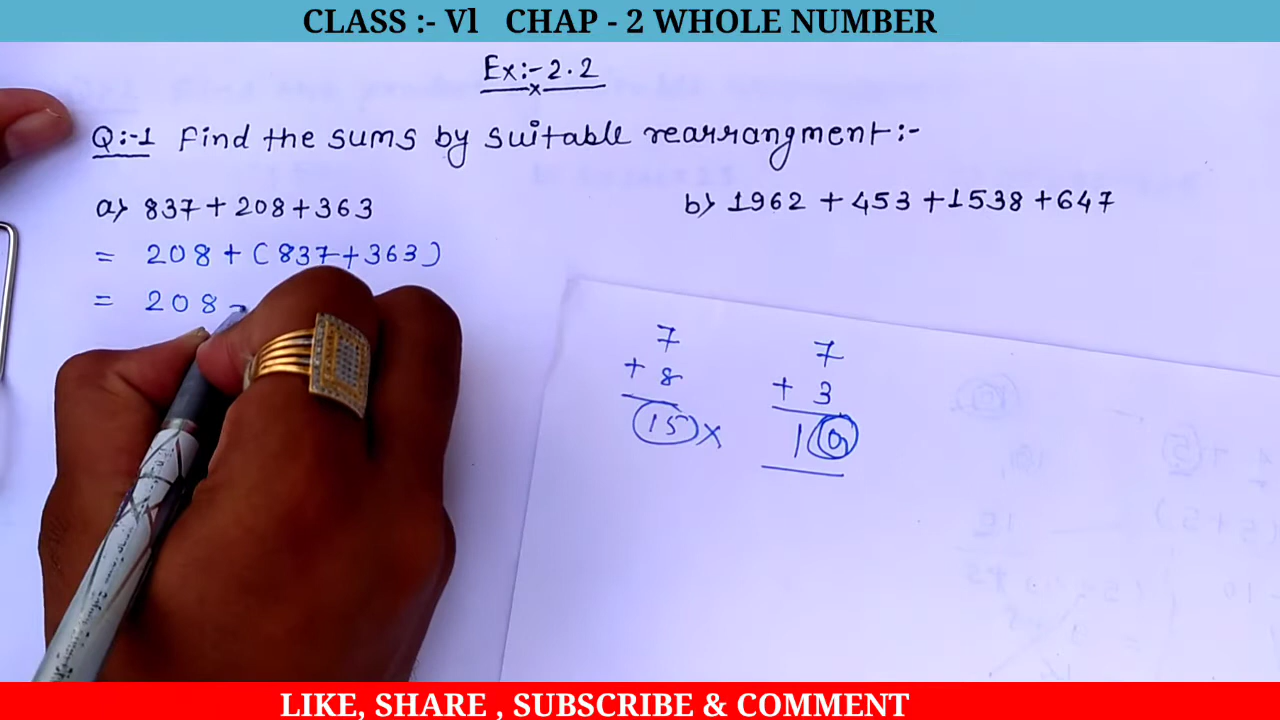 CLASS :- Vl CHAP - 2 WHOLE NUMBER
Ex:- 2.2
Q:-1 Find the sums by suitable rearrangment:-
a) 837 + 208 + 363
b) 1962 + 453 + 1538 + 647
= 208 + (837 + 363)
= 208
7
+ 8
15 x
7
+ 3
10
LIKE, SHARE , SUBSCRIBE & COMMENT